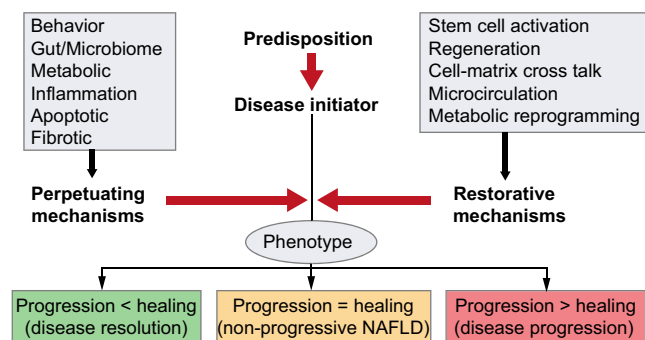 Behavior
Gut/Microbiome
Metabolic
Inflammation
Apoptotic
Fibrotic
Predisposition
Disease initiator
Stem cell activation
Regeneration
Cell-matrix cross talk
Microcirculation
Metabolic reprogramming
Perpetuating
mechanisms
Restorative
mechanisms
Phenotype
Progression < healing
(disease resolution)
Progression = healing
(non-progressive NAFLD)
Progression > healing
(disease progression)